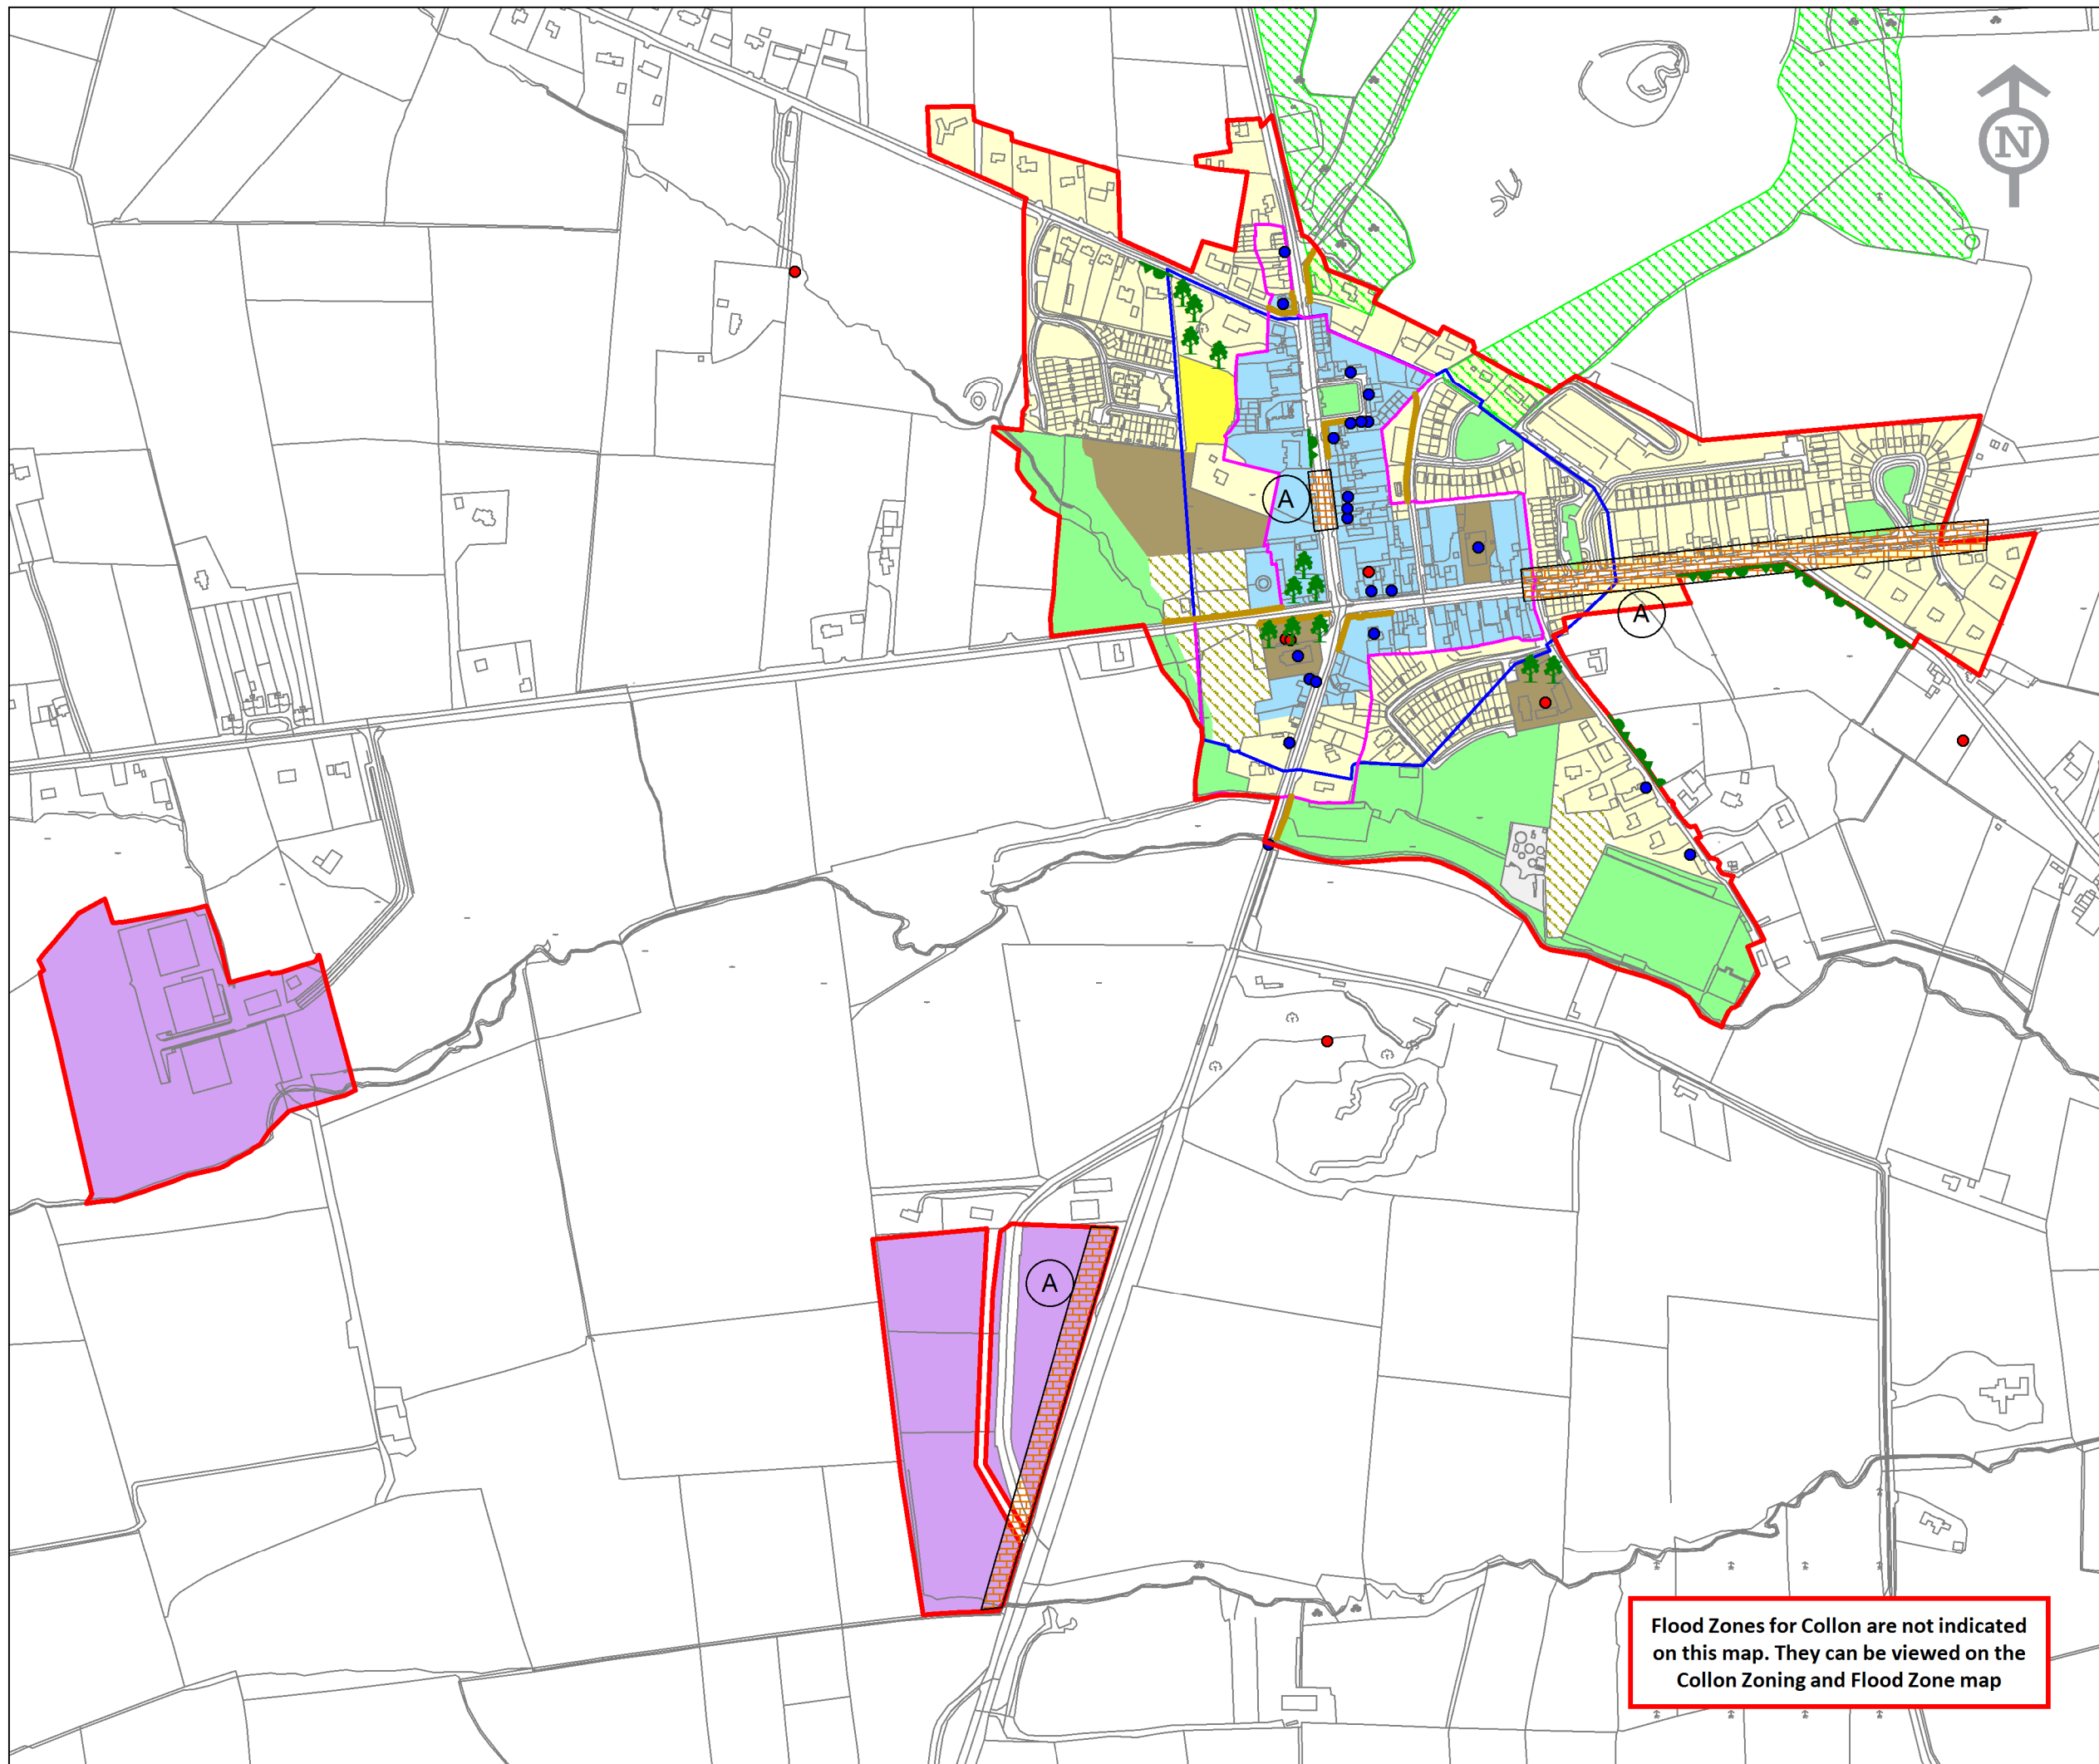 N
A
A
A
Flood Zones for Collon are not indicated
on this map. They can be viewed on the
Collon Zoning and Flood Zone map